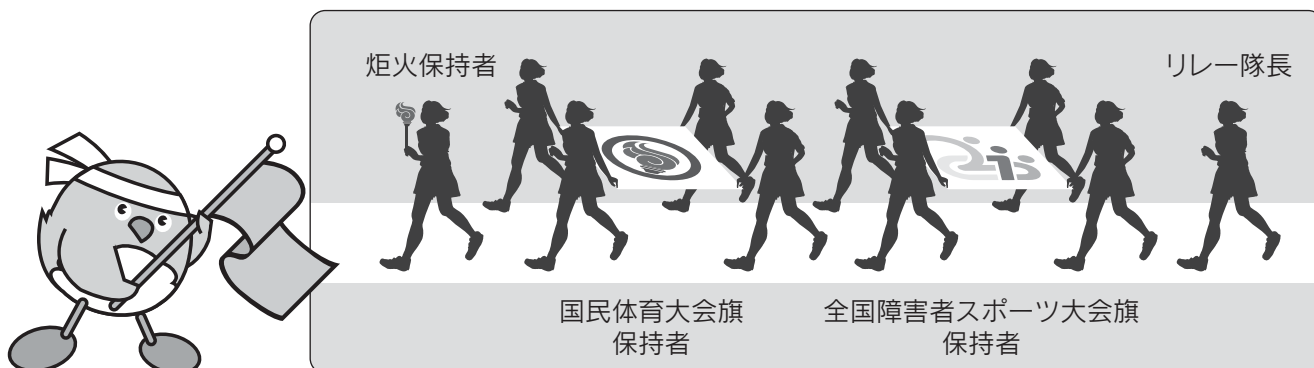 炬火保持者
リレー隊長
国民体育大会旗
保持者
全国障害者スポーツ大会旗
保持者